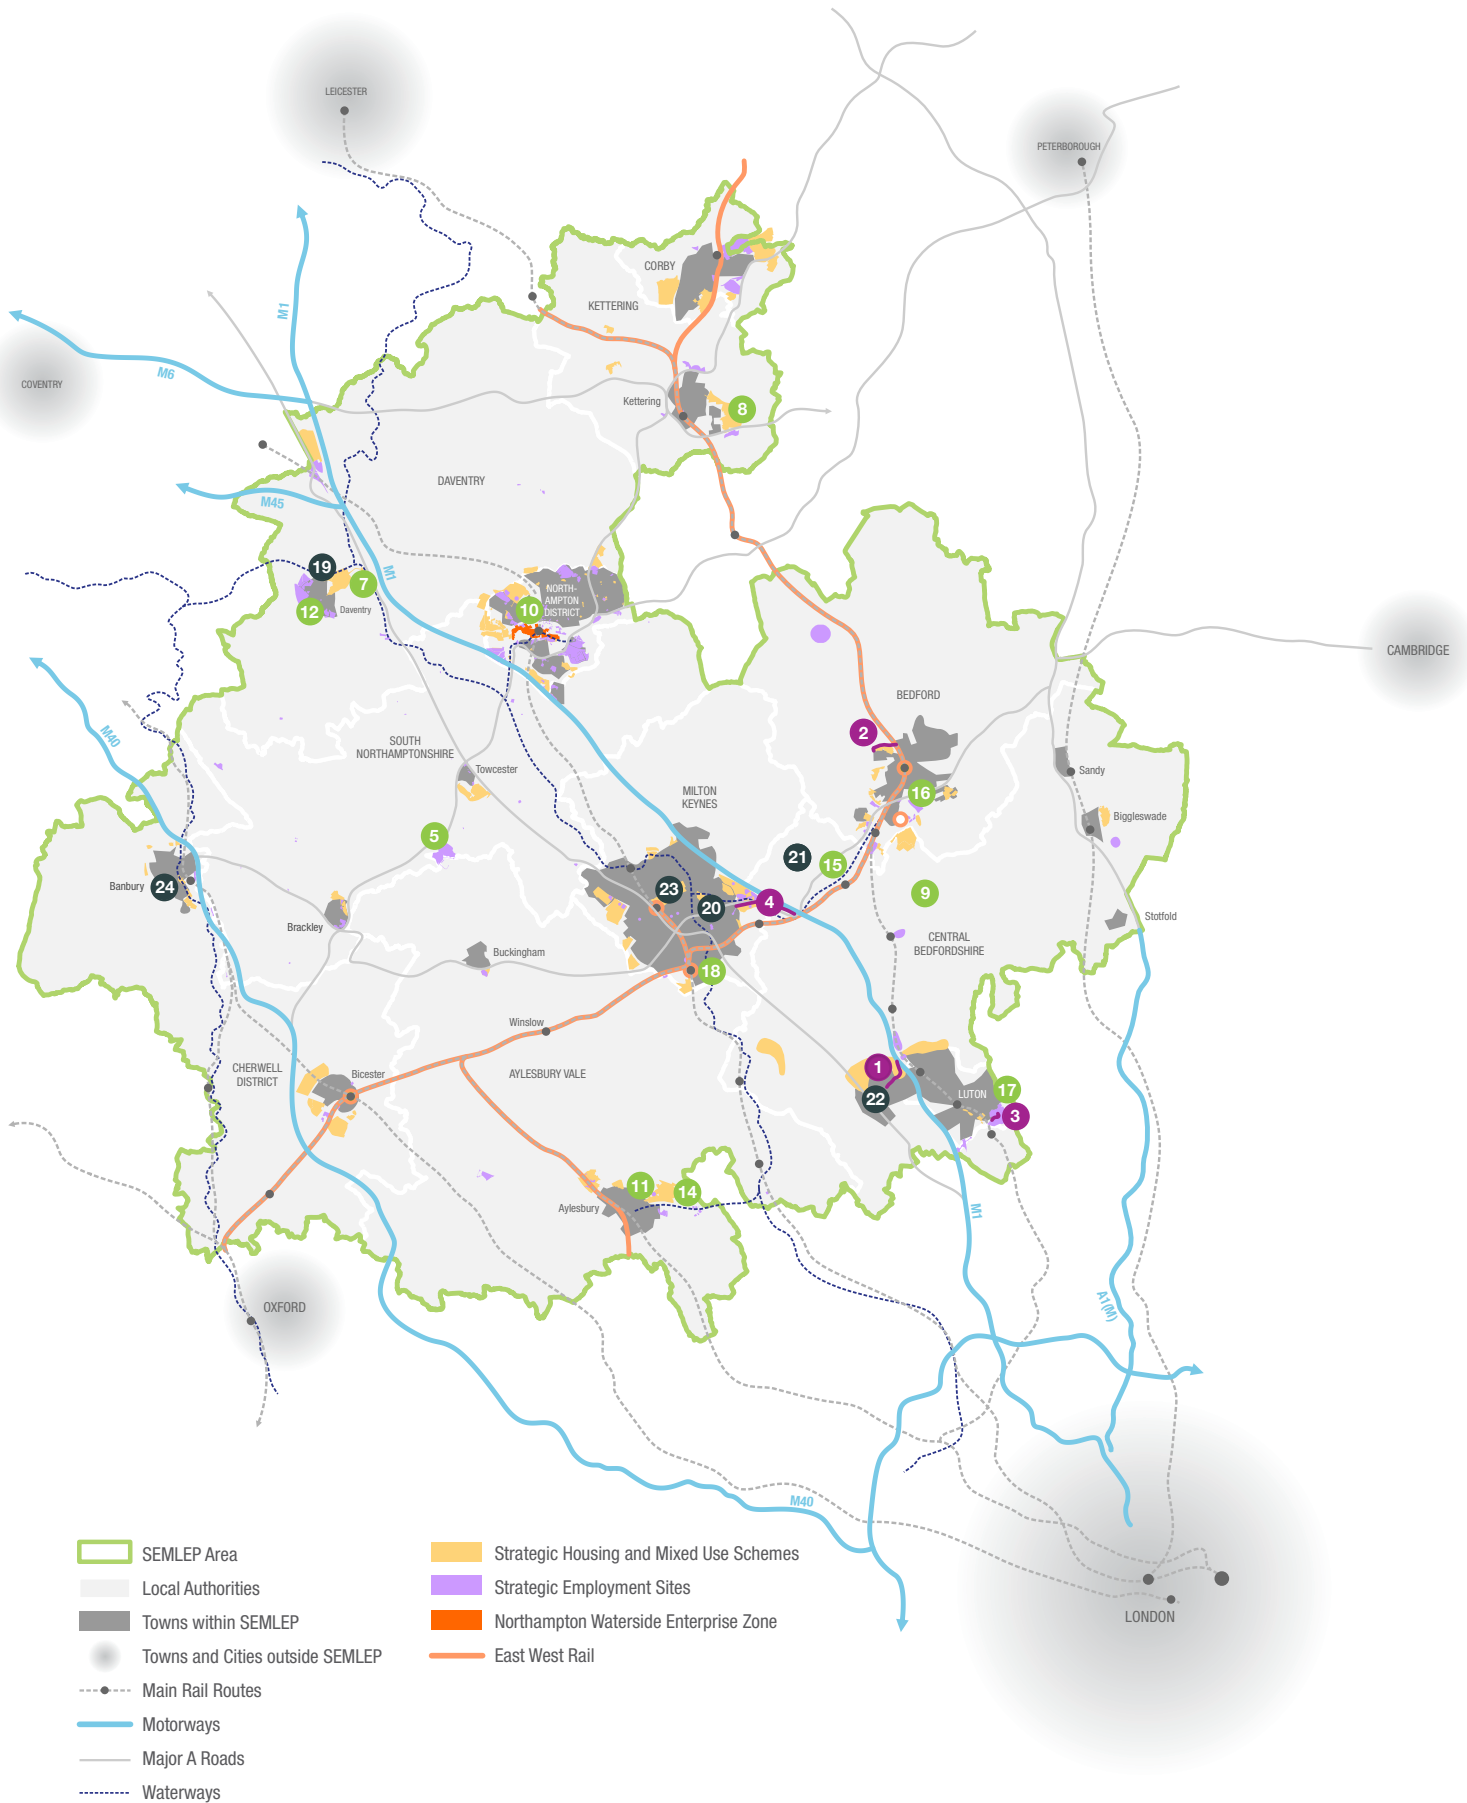 LEICESTER
PETERBOROUGH
CORBY
M1
KETTERING
M6
COVENTRY
Kettering
8
DAVENTRY
M45
19
M1
7
12
Daventry
NORTH-
AMPTON
DISTRICT
10
CAMBRIDGE
BEDFORD
2
M40
SOUTH
NORTHAMPTONSHIRE
Towcester
Sandy
MILTON
KEYNES
16
Biggleswade
5
21
15
Banbury
24
23
20
4
9
Brackley
Stotfold
CENTRAL
BEDFORDSHIRE
Buckingham
18
Winslow
CHERWELL
DISTRICT
Bicester
AYLESBURY VALE
1
22
LUTON
17
3
11
14
Aylesbury
M1
OXFORD
A1(M)
M40
SEMLEP Area
Local Authorities
Towns within SEMLEP
Towns and Cities outside SEMLEP
Main Rail Routes
Motorways
Major A Roads
Waterways
Strategic Housing and Mixed Use Schemes
Strategic Employment Sites
Northampton Waterside Enterprise Zone
East West Rail
LONDON